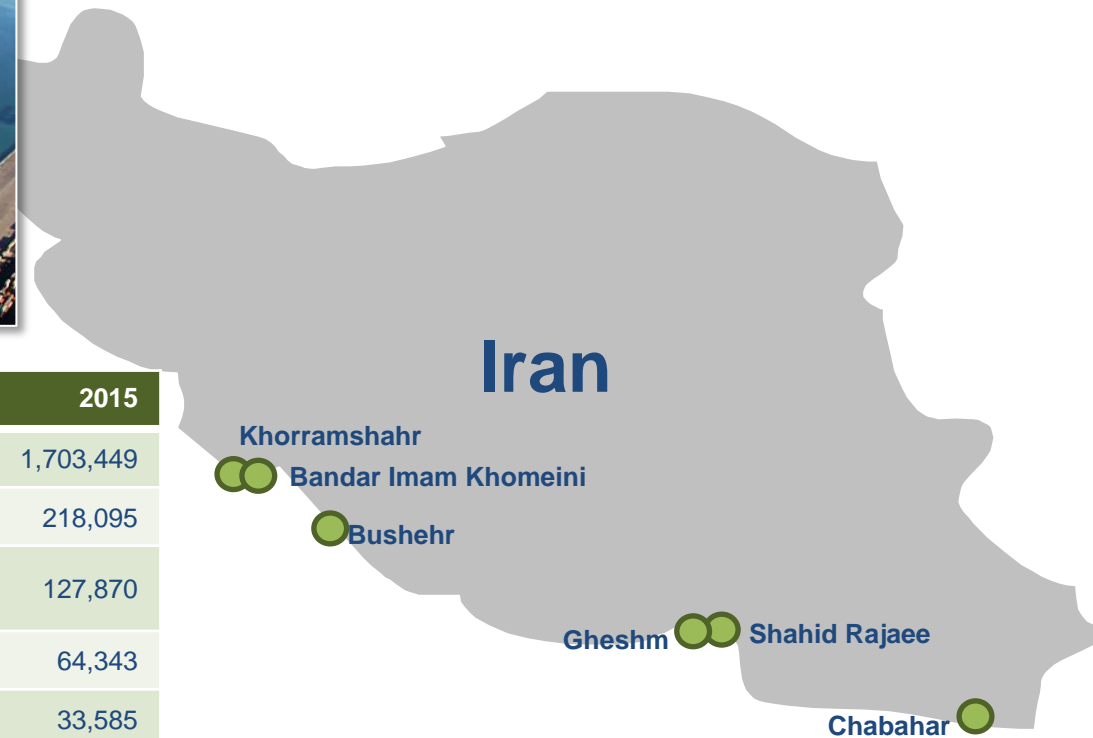 Iran
2015
1,703,449
218,095
127,870
64,343
33,585
Khorramshahr
Bandar Imam Khomeini
Bushehr
Gheshm
Shahid Rajaee
Chabahar